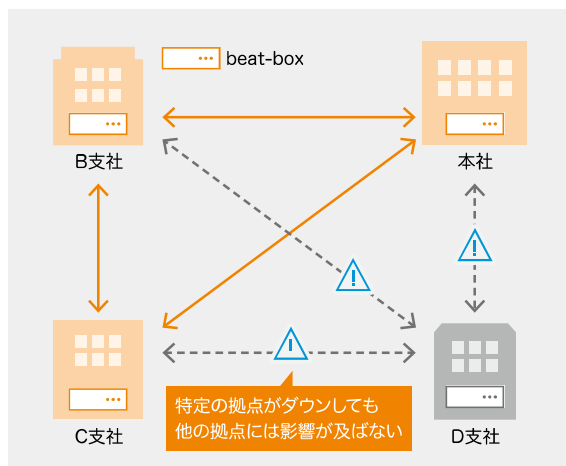 beat-box
B支社
本社
特定の拠点がダウンしても
他の拠点には影響が及ばない
C支社
D支社